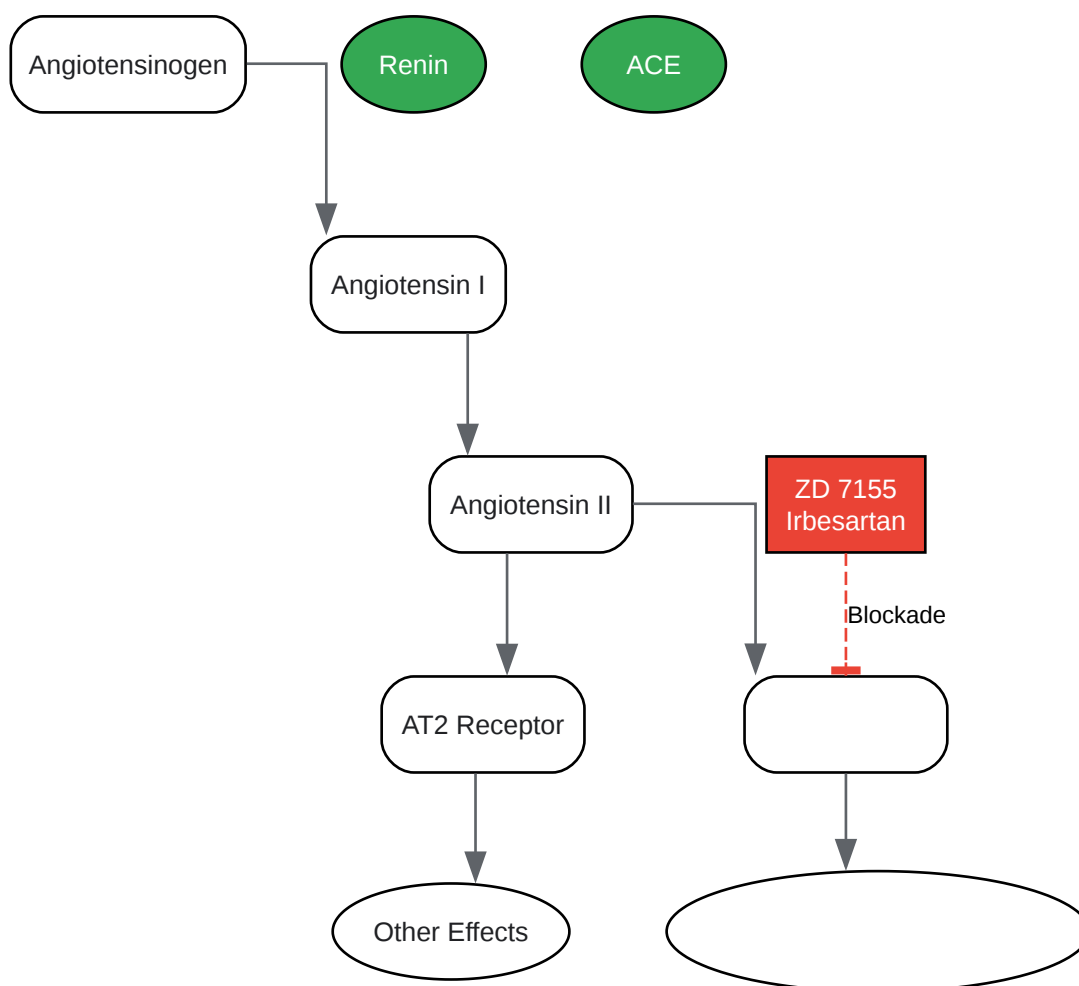 Angiotensinogen
Renin
ACE
Angiotensin I
Angiotensin II
ZD 7155
Irbesartan
Blockade
AT2 Receptor
Other Effects